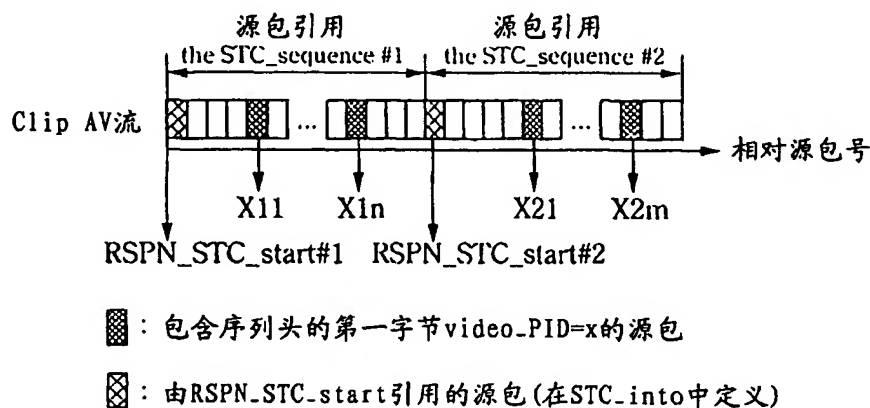 源包引用 源包引用
the STC_sequence #1 the STC_sequence #2
Clip AV流 ... ...
相对源包号
X11 X1n X21 X2m
RSPN_STC_start#1 RSPN_STC_start#2
：包含序列头的第一字节video_PID=x的源包
：由RSPN_STC_start引用的源包(在STC_into中定义)